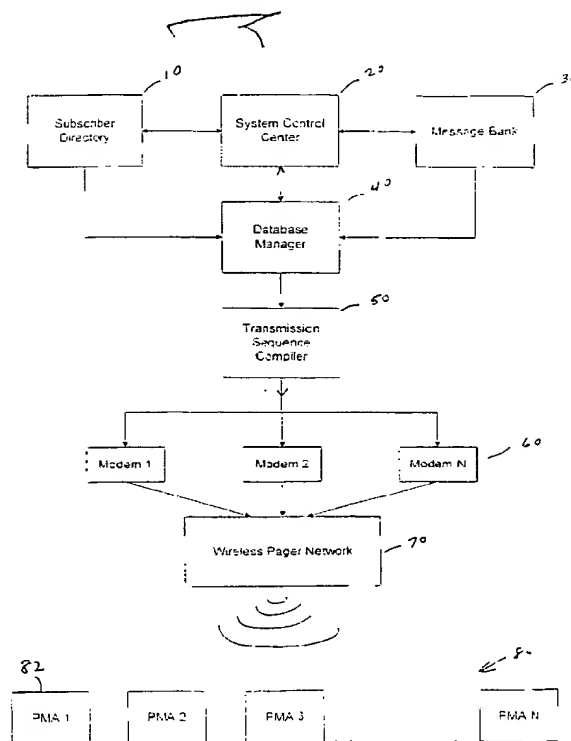 10
20
Subscriber
Directory
System Control
Center
Message Bank
40
Database
Manager
50
Transmission
Sequence
Compiler
Modem 1
Modem 2
Modem N
60
Wireless Pager Network
70
82
PMA 1
PMA 2
PMA 3
PMA N